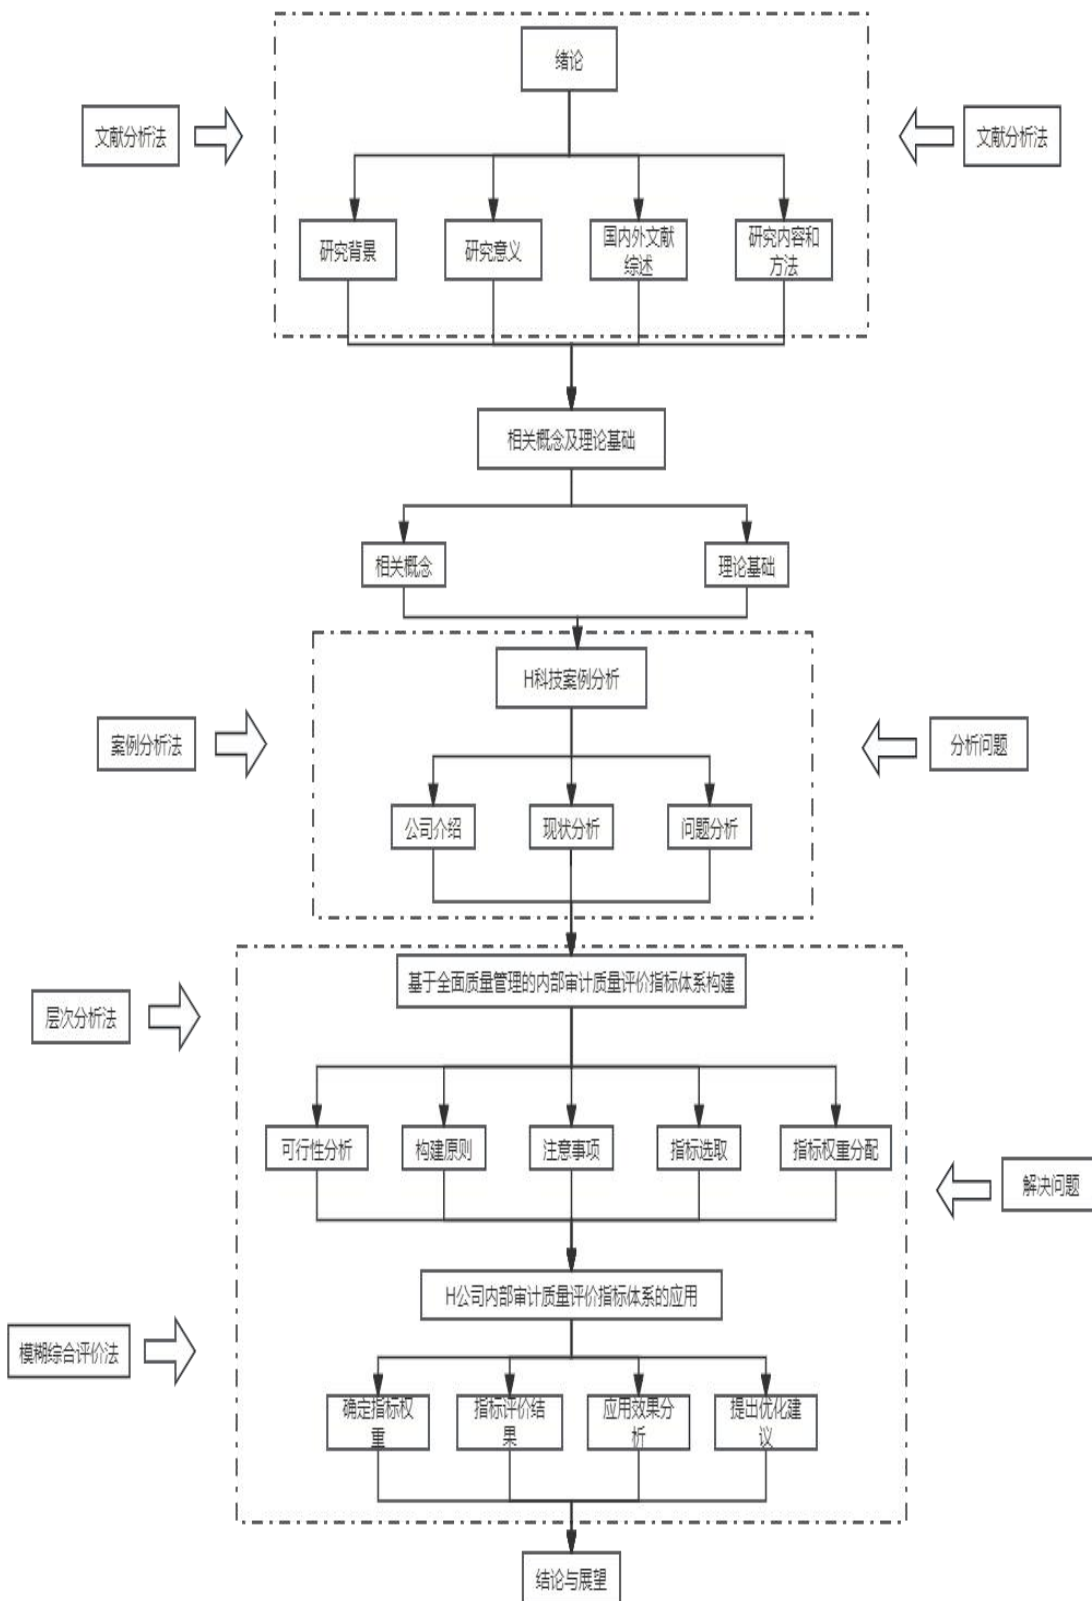 绪论
文献分析法
文献分析法
研究背景
研究意义
国内外文献
综述
研究内容和
方法
相关概念及理论基础
相关概念
理论基础
H科技案例分析
案例分析法
分析问题
公司介绍
现状分析
问题分析
基于全面质量管理的内部审计质量评价指标体系构建
层次分析法
可行性分析
构建原则
注意事项
指标选取
指标权重分配
解决问题
H公司内部审计质量评价指标体系的应用
模糊综合评价法
确定指标权
重
指标评价结
果
应用效果分
析
提出优化建
议
结论与展望